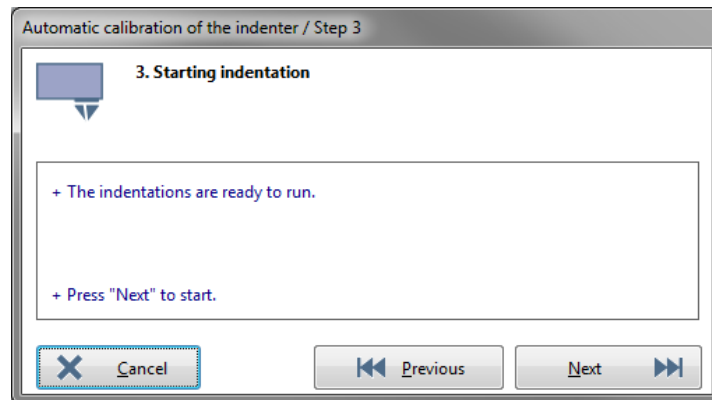 Automatic calibration of the indenter / Step 3
3. Starting indentation
+ The indentations are ready to run.
+ Press "Next" to start.
Cancel
Previous
Next